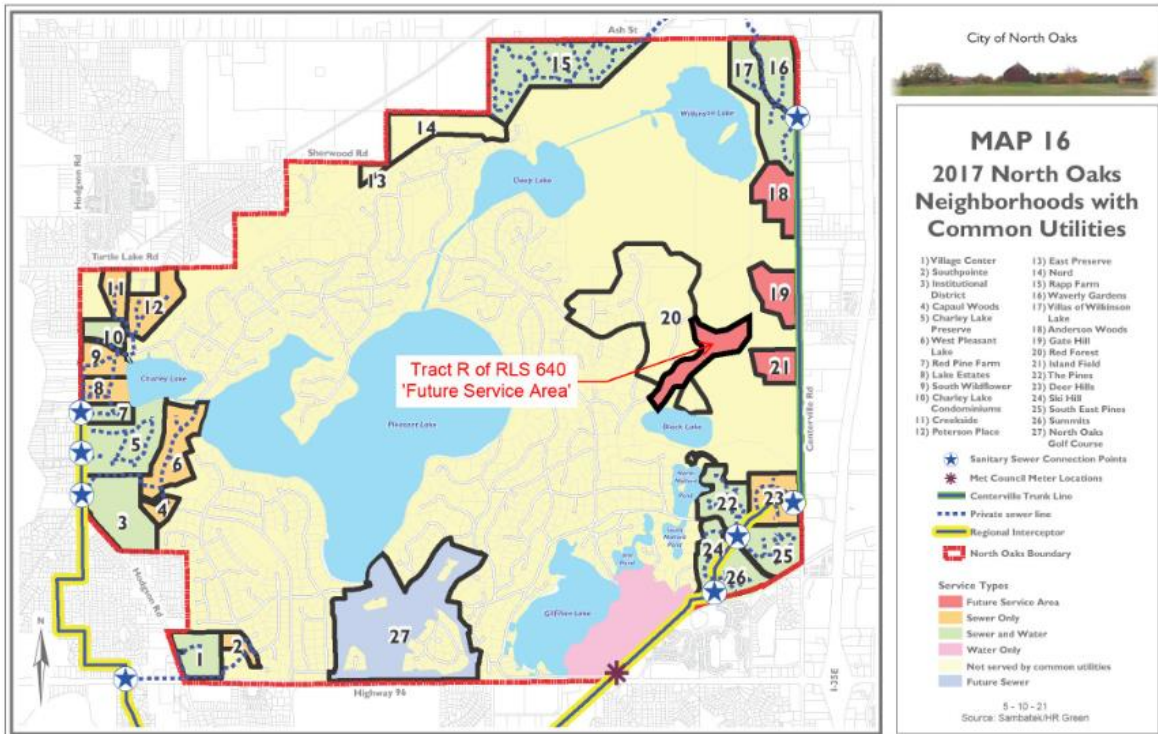 Ash St
15
17
16
Wilkinson Lake
14
Sherwood Rd
13
Deep Lake
18
Hodgson Rd
Turtle Lake Rd
11
12
19
10
20
Tract R of RLS 640
'Future Service Area'
9
Charley Lake
8
21
7
Pleasant Lake
Black Lake
Centerville Rd
5
6
North
Pond
22
23
4
3
24
25
Pond
26
Hodgson Rd
Gilfillan Lake
27
N
1
2
Highway 96
I-35E
City of North Oaks
MAP 16
2017 North Oaks
Neighborhoods with
Common Utilities
1) Village Center
2) Southpointe
3) Institutional
District
4) Capaul Woods
5) Charley Lake
Preserve
6) West Pleasant
Lake
7) Red Pine Farm
8) Lake Estates
9) South Wildflower
10) Charley Lake
Condominiums
11) Creekside
12) Peterson Place
13) East Preserve
14) Nord
15) Rapp Farm
16) Waverly Gardens
17) Villas of Wilkinson
Lake
18) Anderson Woods
19) Gate Hill
20) Red Forest
21) Island Field
22) The Pines
23) Deer Hills
24) Ski Hill
25) South East Pines
26) Summits
27) North Oaks
Golf Course
Sanitary Sewer Connection Points
Met Council Meter Locations
Centerville Trunk Line
Private sewer line
Regional Interceptor
North Oaks Boundary
Service Types
Future Service Area
Sewer Only
Sewer and Water
Water Only
Not served by common utilities
Future Sewer
5 - 10 - 21
Source: Sambatek/HR Green